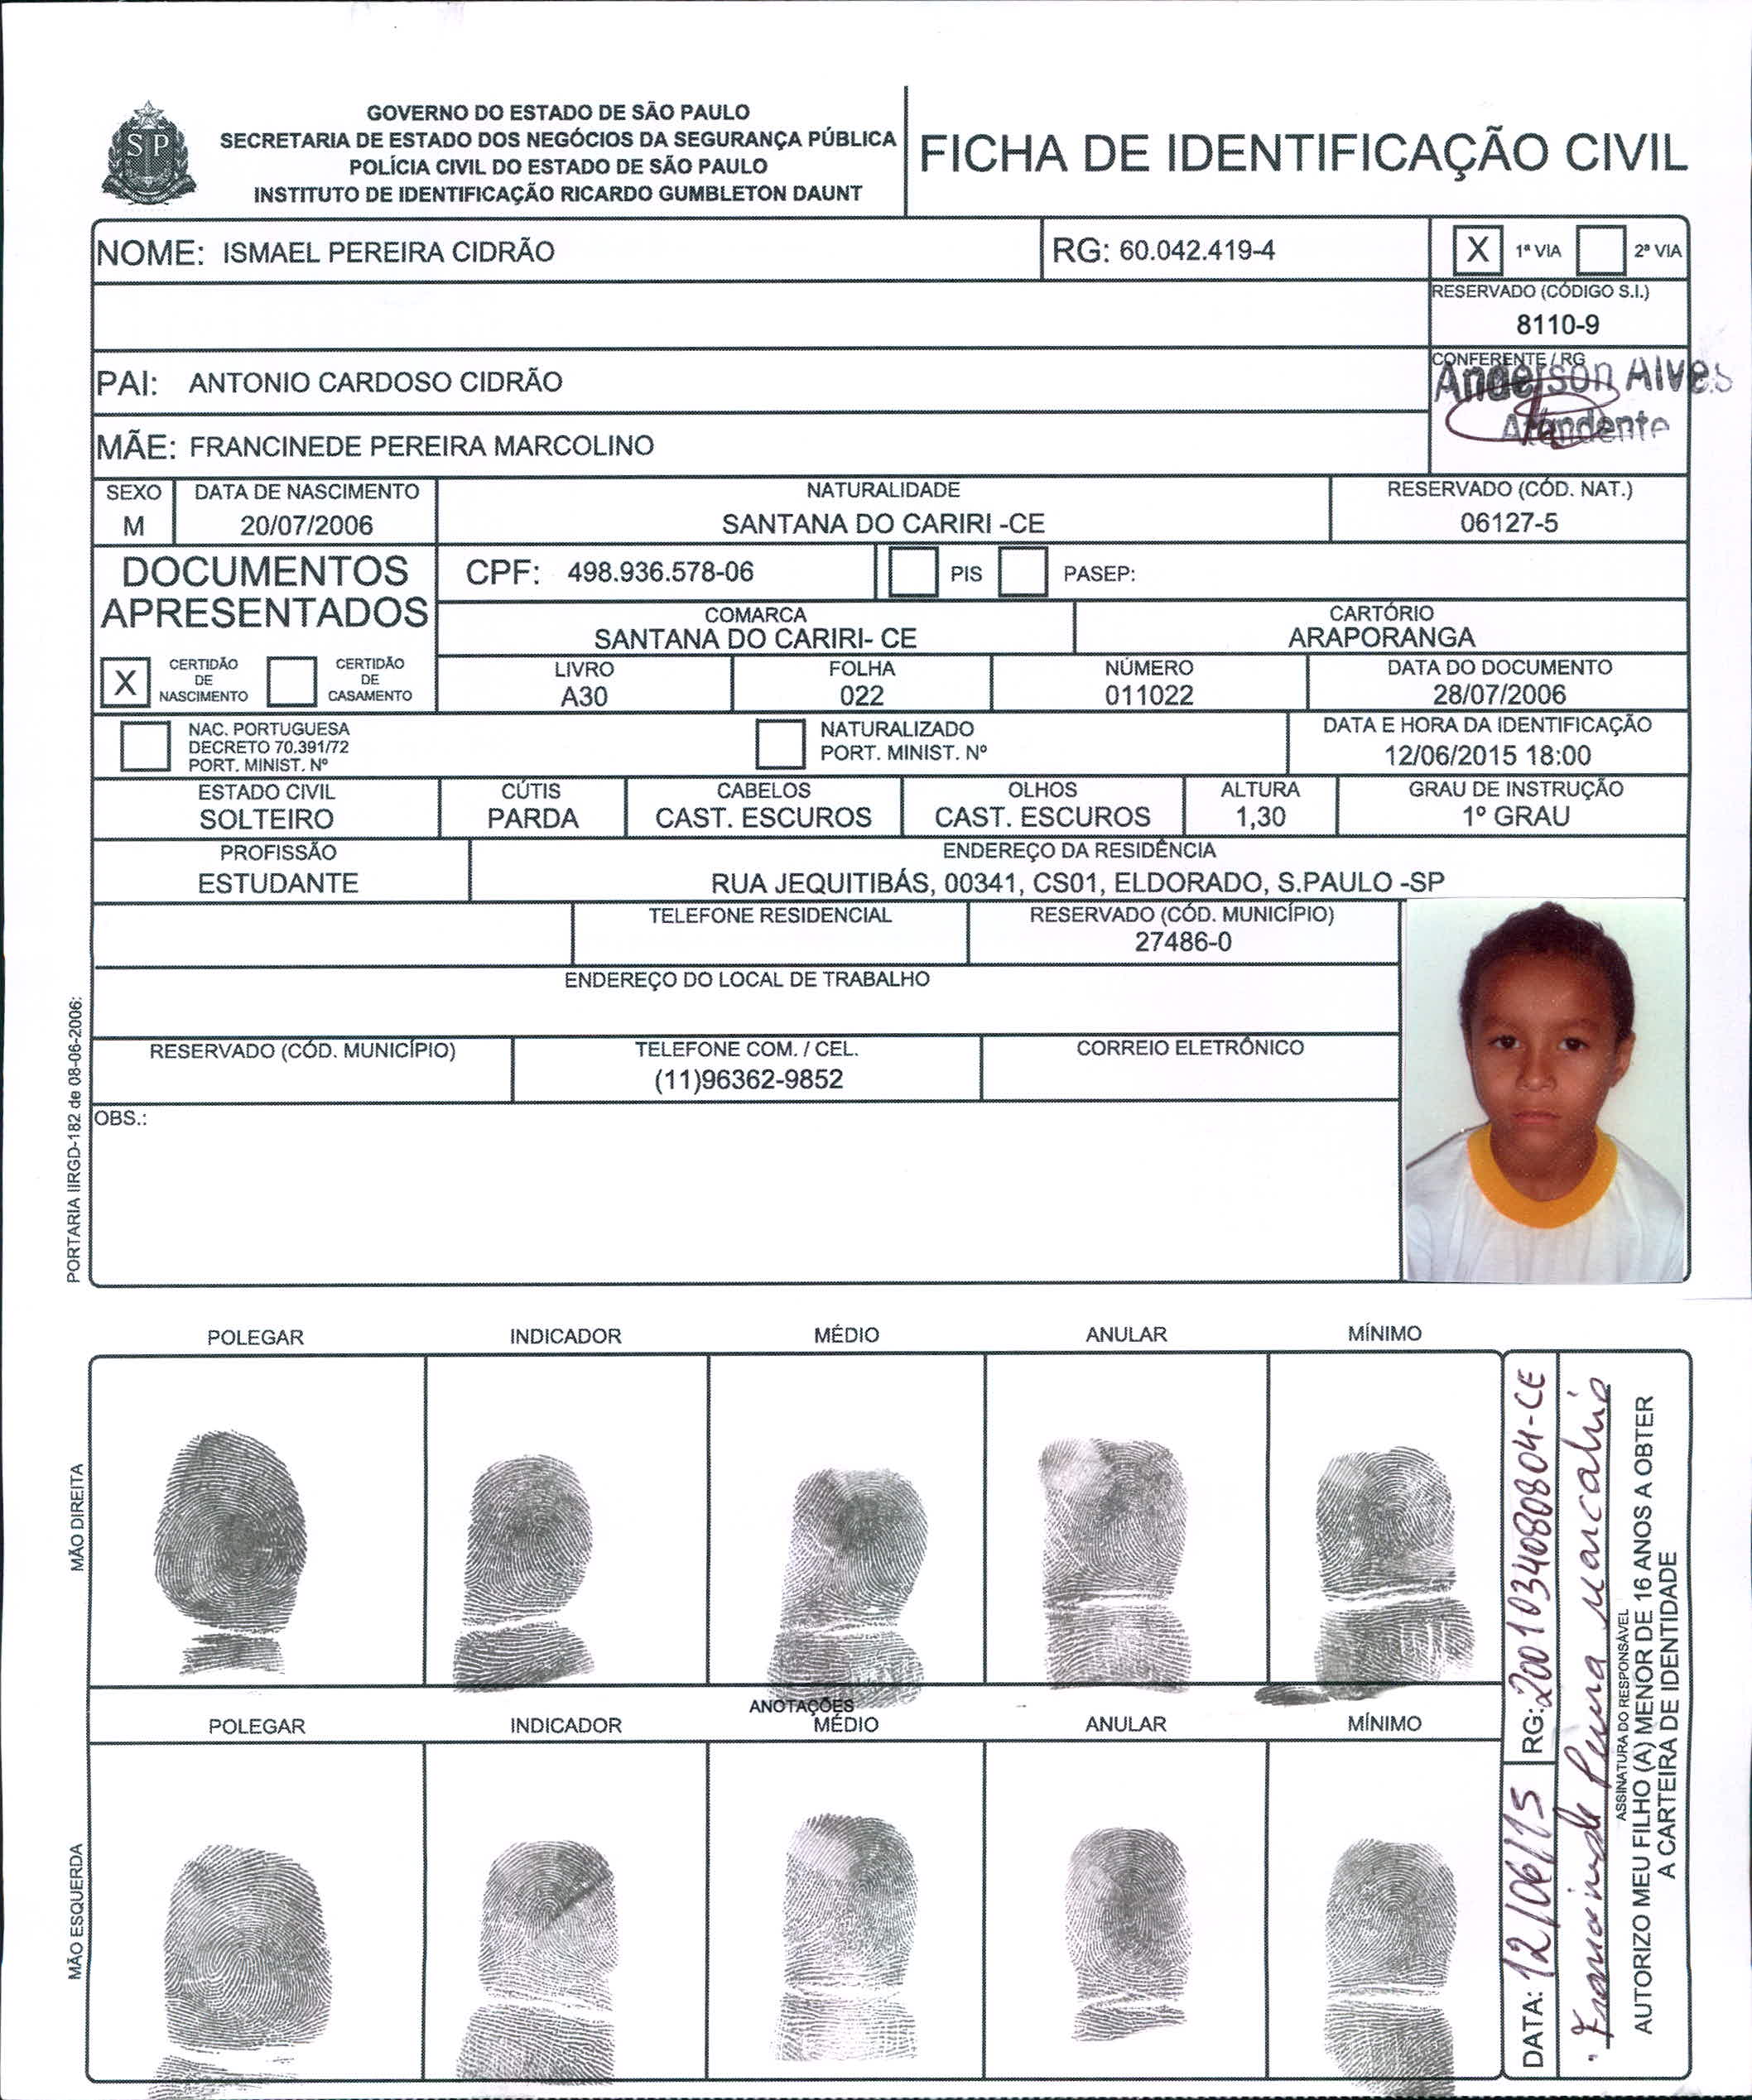 GOVERNO DO ESTADO DE SÃO PAULO
SECRETARIA DE ESTADO DOS NEGÓCIOS DA SEGURANÇA PÚBLICA
POLÍCIA CIVIL DO ESTADO DE SÃO PAULO
INSTITUTO DE IDENTIFICAÇÃO RICARDO GUMBLETON DAUNT
SP
FICHA DE IDENTIFICAÇÃO CIVIL
NOME: ISMAEL PEREIRA CIDRÃO
RG: 60.042.419-4
X 1ª VIA 2ª VIA
RESERVADO (CÓDIGO S.I.)
8110-9
CONFERENTE / RG
Anderson Alves
Atendente
PAI: ANTONIO CARDOSO CIDRÃO
MÃE: FRANCINEDE PEREIRA MARCOLINO
SEXO
M
DATA DE NASCIMENTO
20/07/2006
NATURALIDADE
SANTANA DO CARIRI -CE
RESERVADO (CÓD. NAT.)
06127-5
DOCUMENTOS
APRESENTADOS
CPF: 498.936.578-06
PIS
PASEP:
COMARCA
SANTANA DO CARIRI- CE
CARTÓRIO
ARAPORANGA
X CERTIDÃO
DE
NASCIMENTO
CERTIDÃO
DE
CASAMENTO
LIVRO
A30
FOLHA
022
NÚMERO
011022
DATA DO DOCUMENTO
28/07/2006
NAC. PORTUGUESA
DECRETO 70.391/72
PORT. MINIST. Nº
NATURALIZADO
PORT. MINIST. Nº
DATA E HORA DA IDENTIFICAÇÃO
12/06/2015 18:00
ESTADO CIVIL
SOLTEIRO
CÚTIS
PARDA
CABELOS
CAST. ESCUROS
OLHOS
CAST. ESCUROS
ALTURA
1,30
GRAU DE INSTRUÇÃO
1º GRAU
PROFISSÃO
ESTUDANTE
ENDEREÇO DA RESIDÊNCIA
RUA JEQUITIBÁS, 00341, CS01, ELDORADO, S.PAULO -SP
TELEFONE RESIDENCIAL
RESERVADO (CÓD. MUNICÍPIO)
27486-0
ENDEREÇO DO LOCAL DE TRABALHO
RESERVADO (CÓD. MUNICÍPIO)
TELEFONE COM. / CEL.
(11)96362-9852
CORREIO ELETRÔNICO
OBS.:
PORTARIA IIRGD-182 de 08-06-2006:
POLEGAR INDICADOR MÉDIO ANULAR MÍNIMO
MÃO DIREITA
ANOTAÇÕES
POLEGAR INDICADOR MÉDIO ANULAR MÍNIMO
MÃO ESQUERDA
DATA: 12/06/15 RG: 2001034080804-CE
Francinede Pereira Marcolino
ASSINATURA DO RESPONSÁVEL
AUTORIZO MEU FILHO (A) MENOR DE 16 ANOS A OBTER
A CARTEIRA DE IDENTIDADE